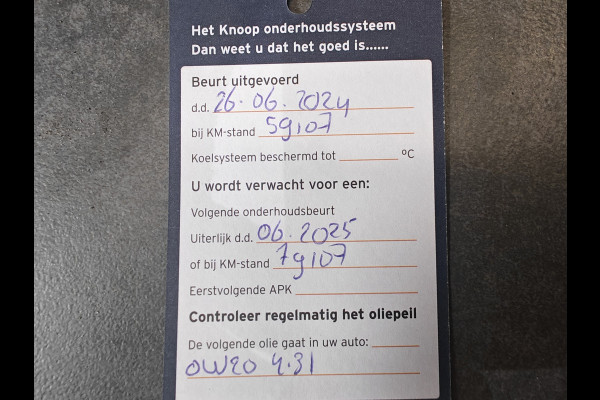 Het Knoop onderhoudssysteem
Dan weet u dat het goed is......
Beurt uitgevoerd
d.d. 26.06.2024
bij KM-stand 59107
Koelsysteem beschermd tot ºC
U wordt verwacht voor een:
Volgende onderhoudsbeurt
Uiterlijk d.d. 06.2025
of bij KM-stand 79107
Eerstvolgende APK
Controleer regelmatig het oliepeil
De volgende olie gaat in uw auto:
0W20 4.31